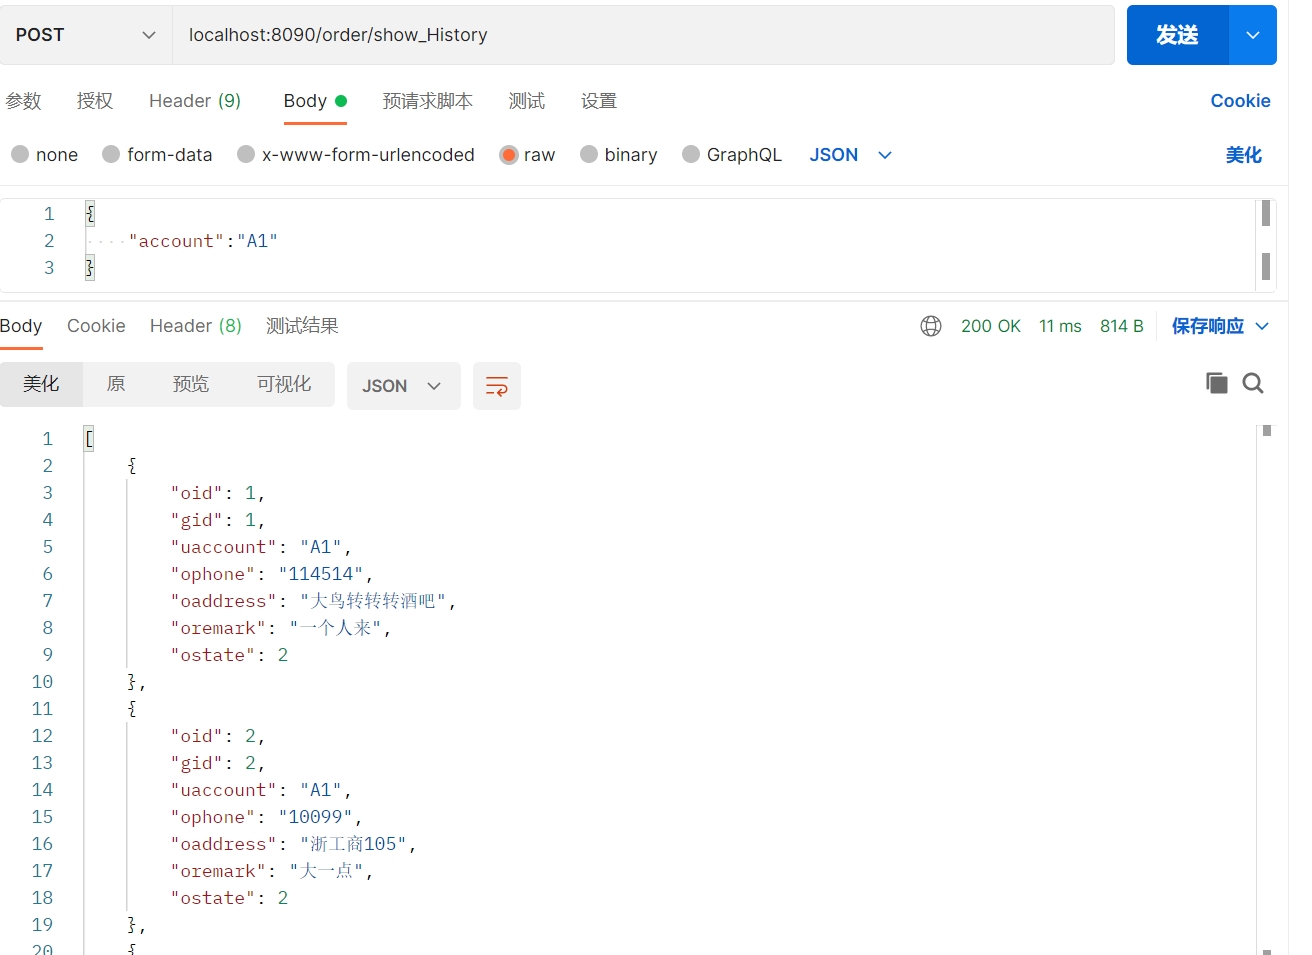 POST localhost:8090/order/show_History 发送
参数 授权 Header (9) Body 预请求脚本 测试 设置 Cookie
none form-data x-www-form-urlencoded raw binary GraphQL JSON 美化
1 {
2 "account":"A1"
3 }
Body Cookie Header (8) 测试结果 200 OK 11 ms 814 B 保存响应
美化 原 预览 可视化 JSON
1 [
2 {
3 "oid": 1,
4 "gid": 1,
5 "uaccount": "A1",
6 "ophone": "114514",
7 "oaddress": "大鸟转转转酒吧",
8 "oremark": "一个人来",
9 "ostate": 2
10 },
11 {
12 "oid": 2,
13 "gid": 2,
14 "uaccount": "A1",
15 "ophone": "10099",
16 "oaddress": "浙工商105",
17 "oremark": "大一点",
18 "ostate": 2
19 },
20 {